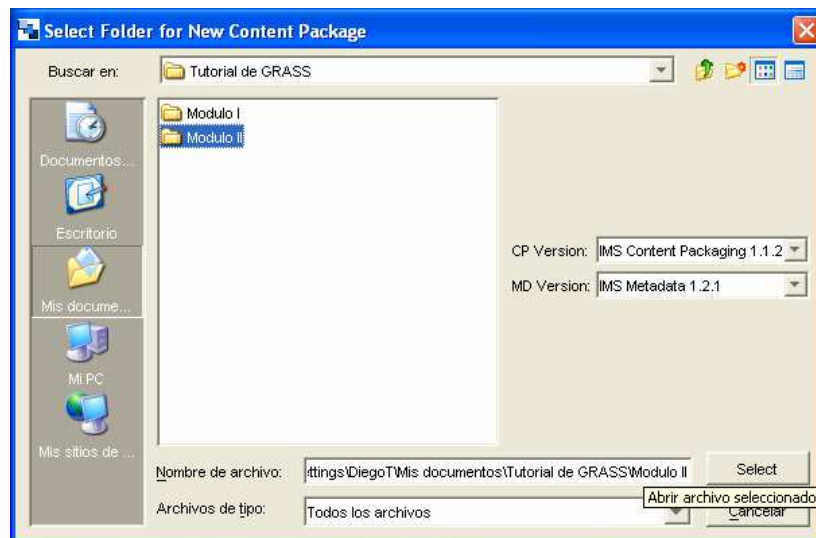 Select Folder for New Content Package
Buscar en:
Tutorial de GRASS
Modulo I
Modulo II
Documentos...
Escritorio
Mis docume...
Mi PC
Mis sitios de ...
CP Version:
IMS Content Packaging 1.1.2
MD Version:
IMS Metadata 1.2.1
Nombre de archivo:
ttings\DiegoT\Mis documentos\Tutorial de GRASS\Modulo II
Select
Abrir archivo seleccionado
Archivos de tipo:
Todos los archivos
Cancelar